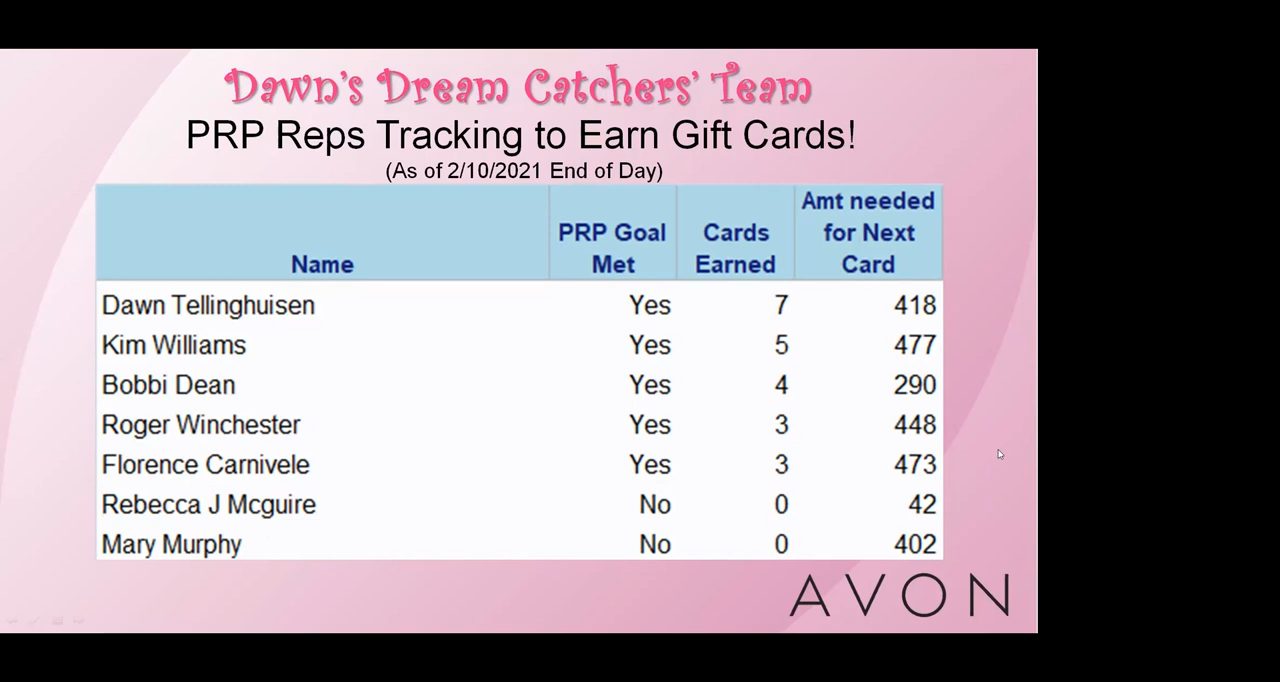 Dawn's Dream Catchers' Team
PRP Reps Tracking to Earn Gift Cards!
(As of 2/10/2021 End of Day)
Name PRP Goal Met Cards Earned Amt needed for Next Card
Dawn Tellinghuisen Yes 7 418
Kim Williams Yes 5 477
Bobbi Dean Yes 4 290
Roger Winchester Yes 3 448
Florence Carnivele Yes 3 473
Rebecca J Mcguire No 0 42
Mary Murphy No 0 402
AVON